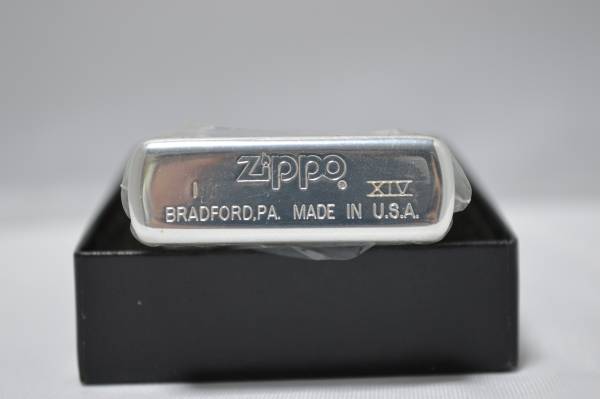 Zippo®
XIV
BRADFORD,PA. MADE IN U.S.A.